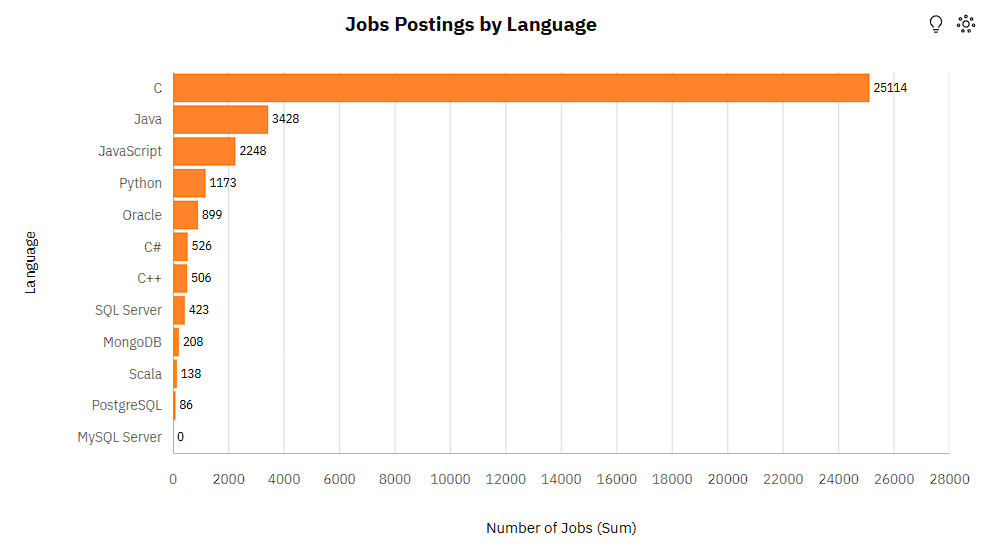 Jobs Postings by Language
C 25114
Java 3428
JavaScript 2248
Python 1173
Oracle 899
C# 526
C++ 506
SQL Server 423
MongoDB 208
Scala 138
PostgreSQL 86
MySQL Server 0
Language
0 2000 4000 6000 8000 10000 12000 14000 16000 18000 20000 22000 24000 26000 28000
Number of Jobs (Sum)